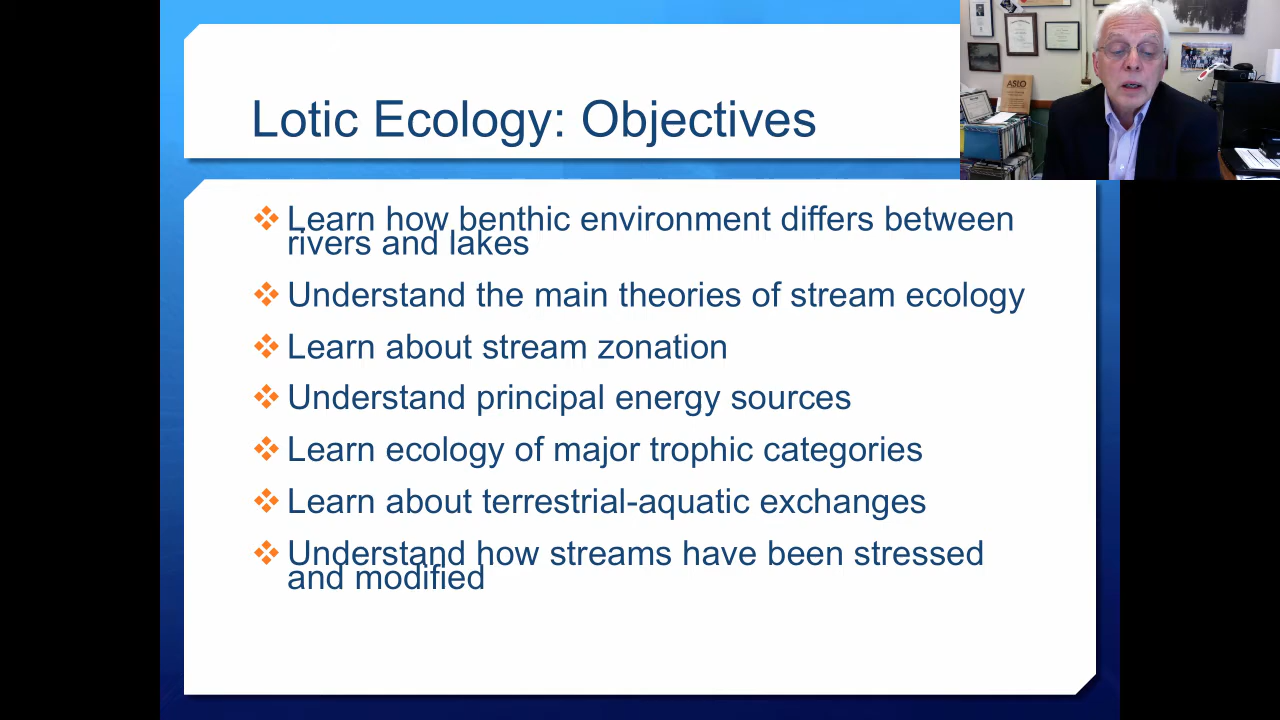 Lotic Ecology: Objectives
Learn how benthic environment differs between
rivers and lakes
Understand the main theories of stream ecology
Learn about stream zonation
Understand principal energy sources
Learn ecology of major trophic categories
Learn about terrestrial-aquatic exchanges
Understand how streams have been stressed
and modified
ASLO